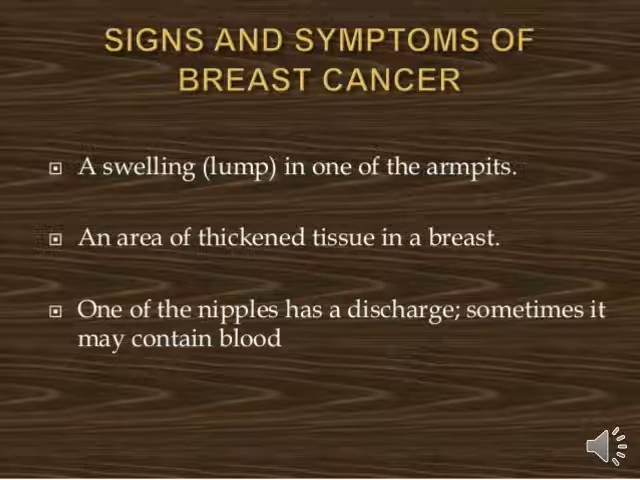 SIGNS AND SYMPTOMS OF
BREAST CANCER
A swelling (lump) in one of the armpits.
An area of thickened tissue in a breast.
One of the nipples has a discharge; sometimes it
may contain blood